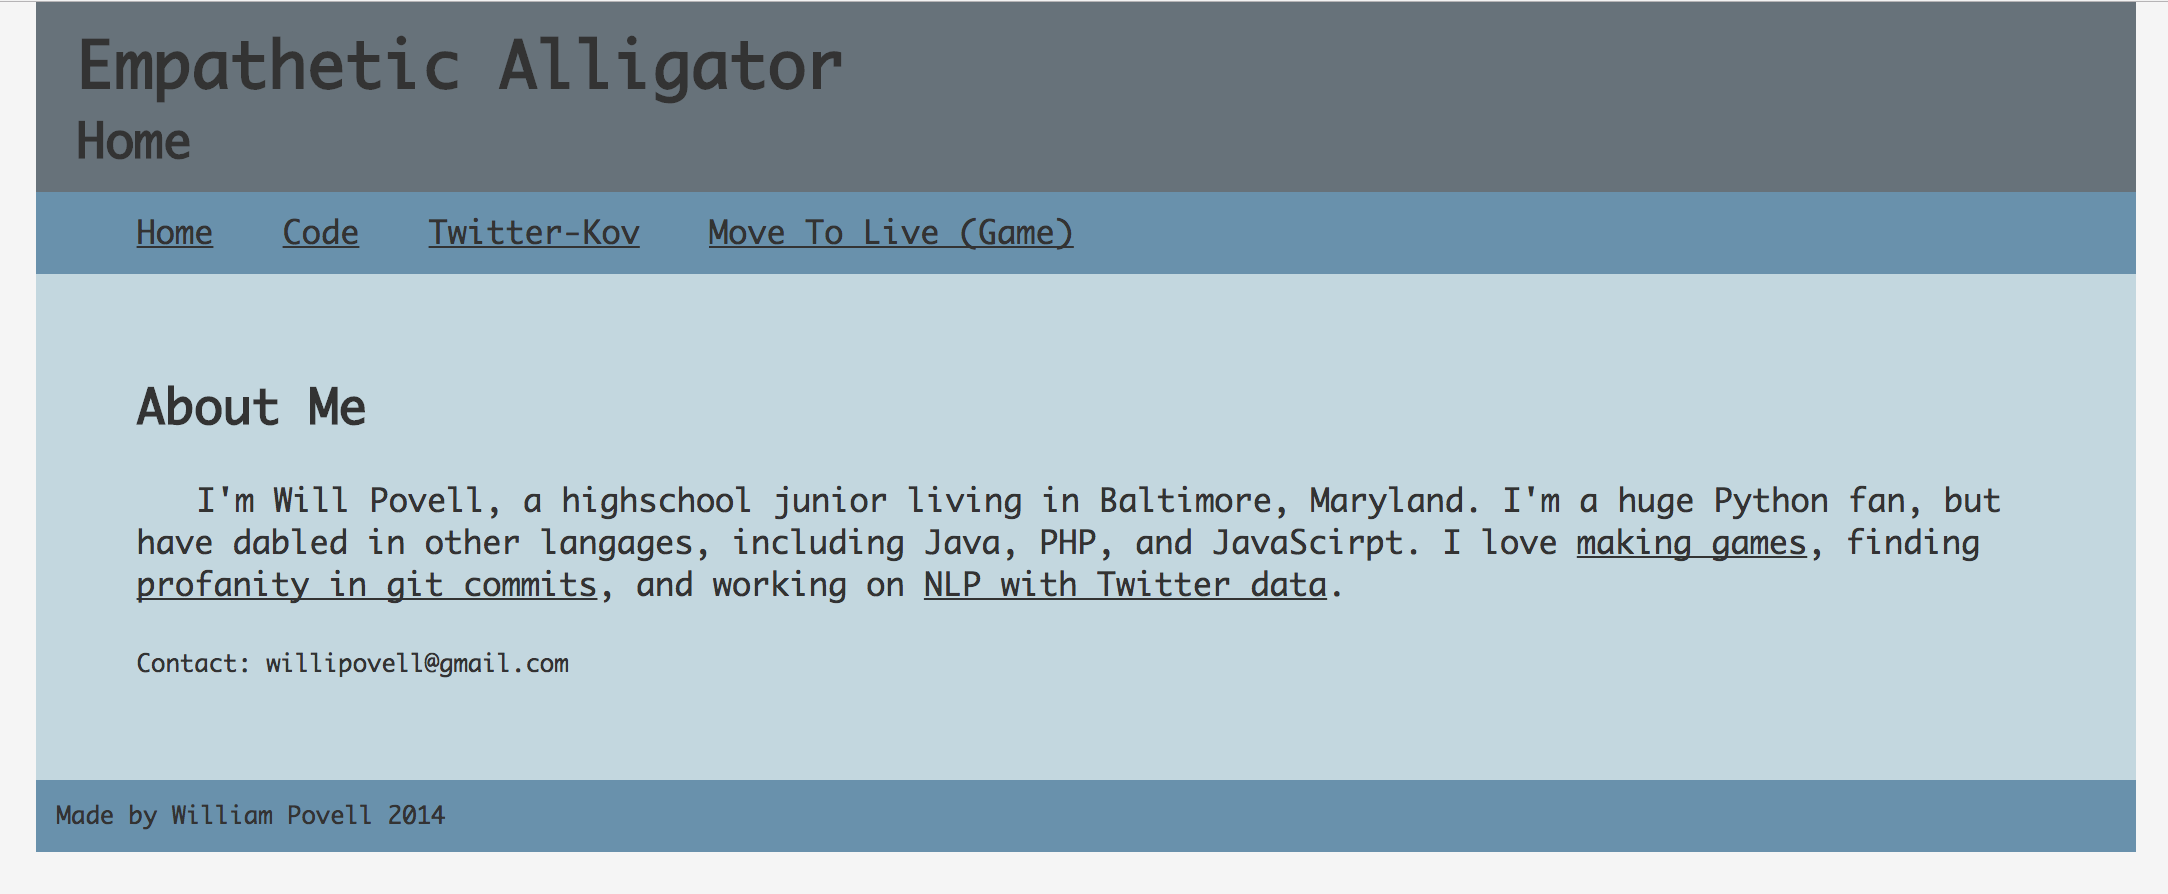 Empathetic Alligator
Home
Home Code Twitter-Kov Move To Live (Game)
About Me
I'm Will Povell, a highschool junior living in Baltimore, Maryland. I'm a huge Python fan, but
have dabled in other langages, including Java, PHP, and JavaScirpt. I love making games, finding
profanity in git commits, and working on NLP with Twitter data.
Contact: willipovell@gmail.com
Made by William Povell 2014